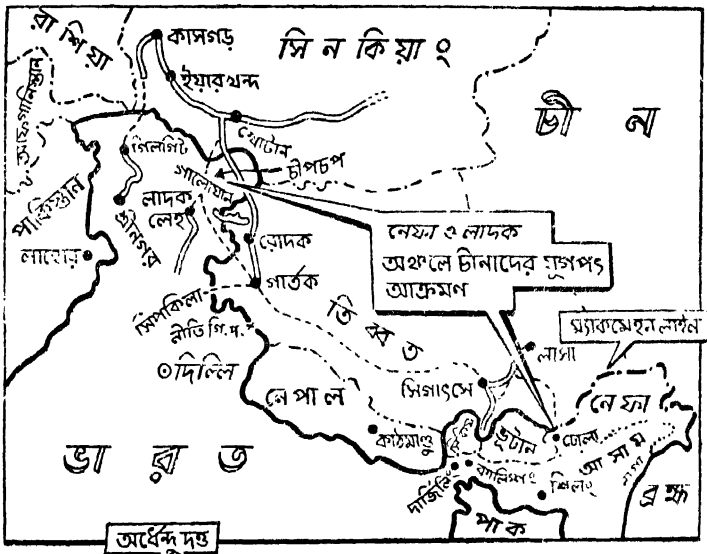 রাশিয়া
কাসগড়
সিনকিয়াং
ইয়ারখন্দ
চীন
আফগানিস্তান
খোটান
গিলগিট
চীপচপ
গালোয়ান
পাকিস্তান
লাদক
লেহ
শ্রীনগর
নেফা ও লাদক
অঞ্চলে চীনাদের যুগপৎ
আক্রমণ
লাহোর
রোদক
গার্তক
সিপকিলা
নীতি গি.প.
তিব্বত
ম্যাকমেহন লাইন
লাসা
দিল্লি
সিগাৎসে
নেপাল
নেফা
কাঠমাণ্ডু
ভূটান
ঢোলা
আসাম
ভারত
কালিম্পং
দার্জিলিং
শিলং
নাগা
ব্রহ্ম
পাক
অর্ধেন্দু দত্ত